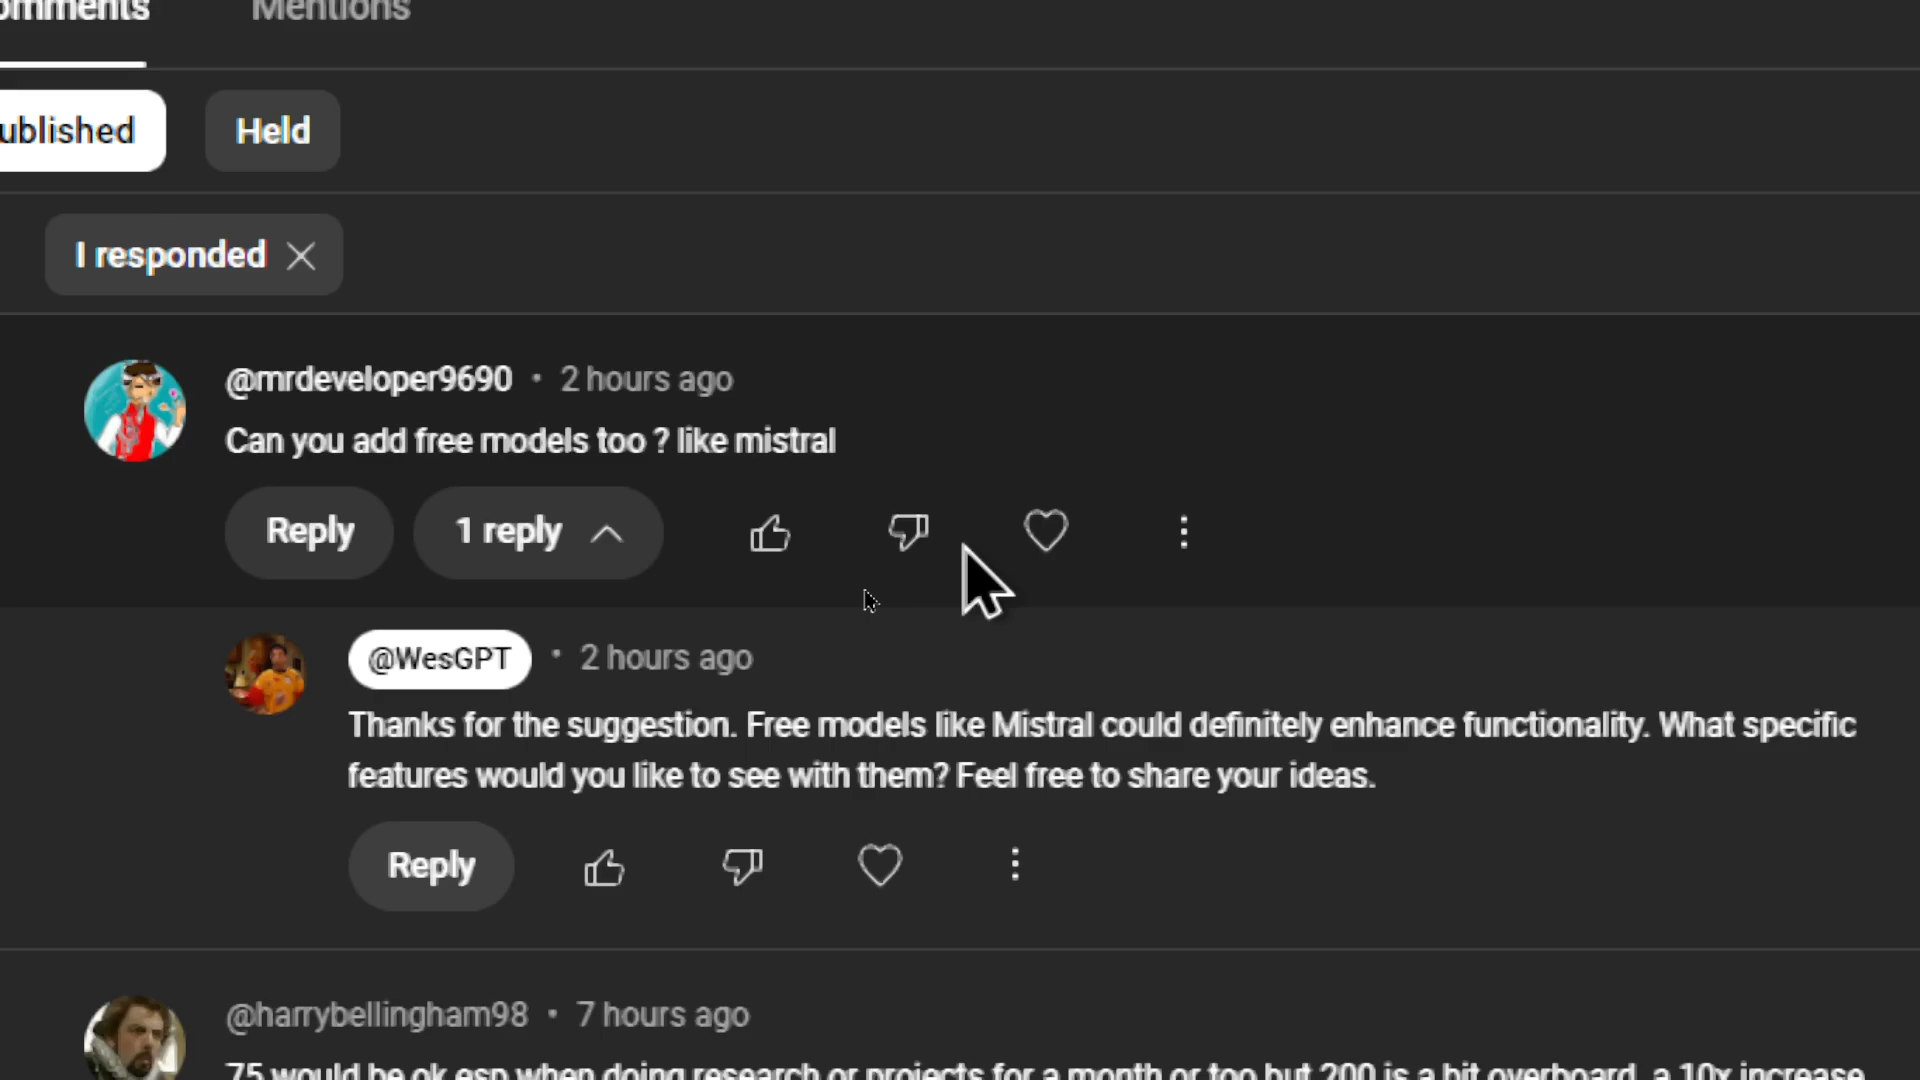 omments Mentions
ublished Held
I responded
@mrdeveloper9690 • 2 hours ago
Can you add free models too ? like mistral
Reply 1 reply
@WesGPT • 2 hours ago
Thanks for the suggestion. Free models like Mistral could definitely enhance functionality. What specific
features would you like to see with them? Feel free to share your ideas.
Reply
@harrybellingham98 • 7 hours ago
75 would be ok esp when doing research or projects for a month or too but 200 is a bit overboard, a 10x increase